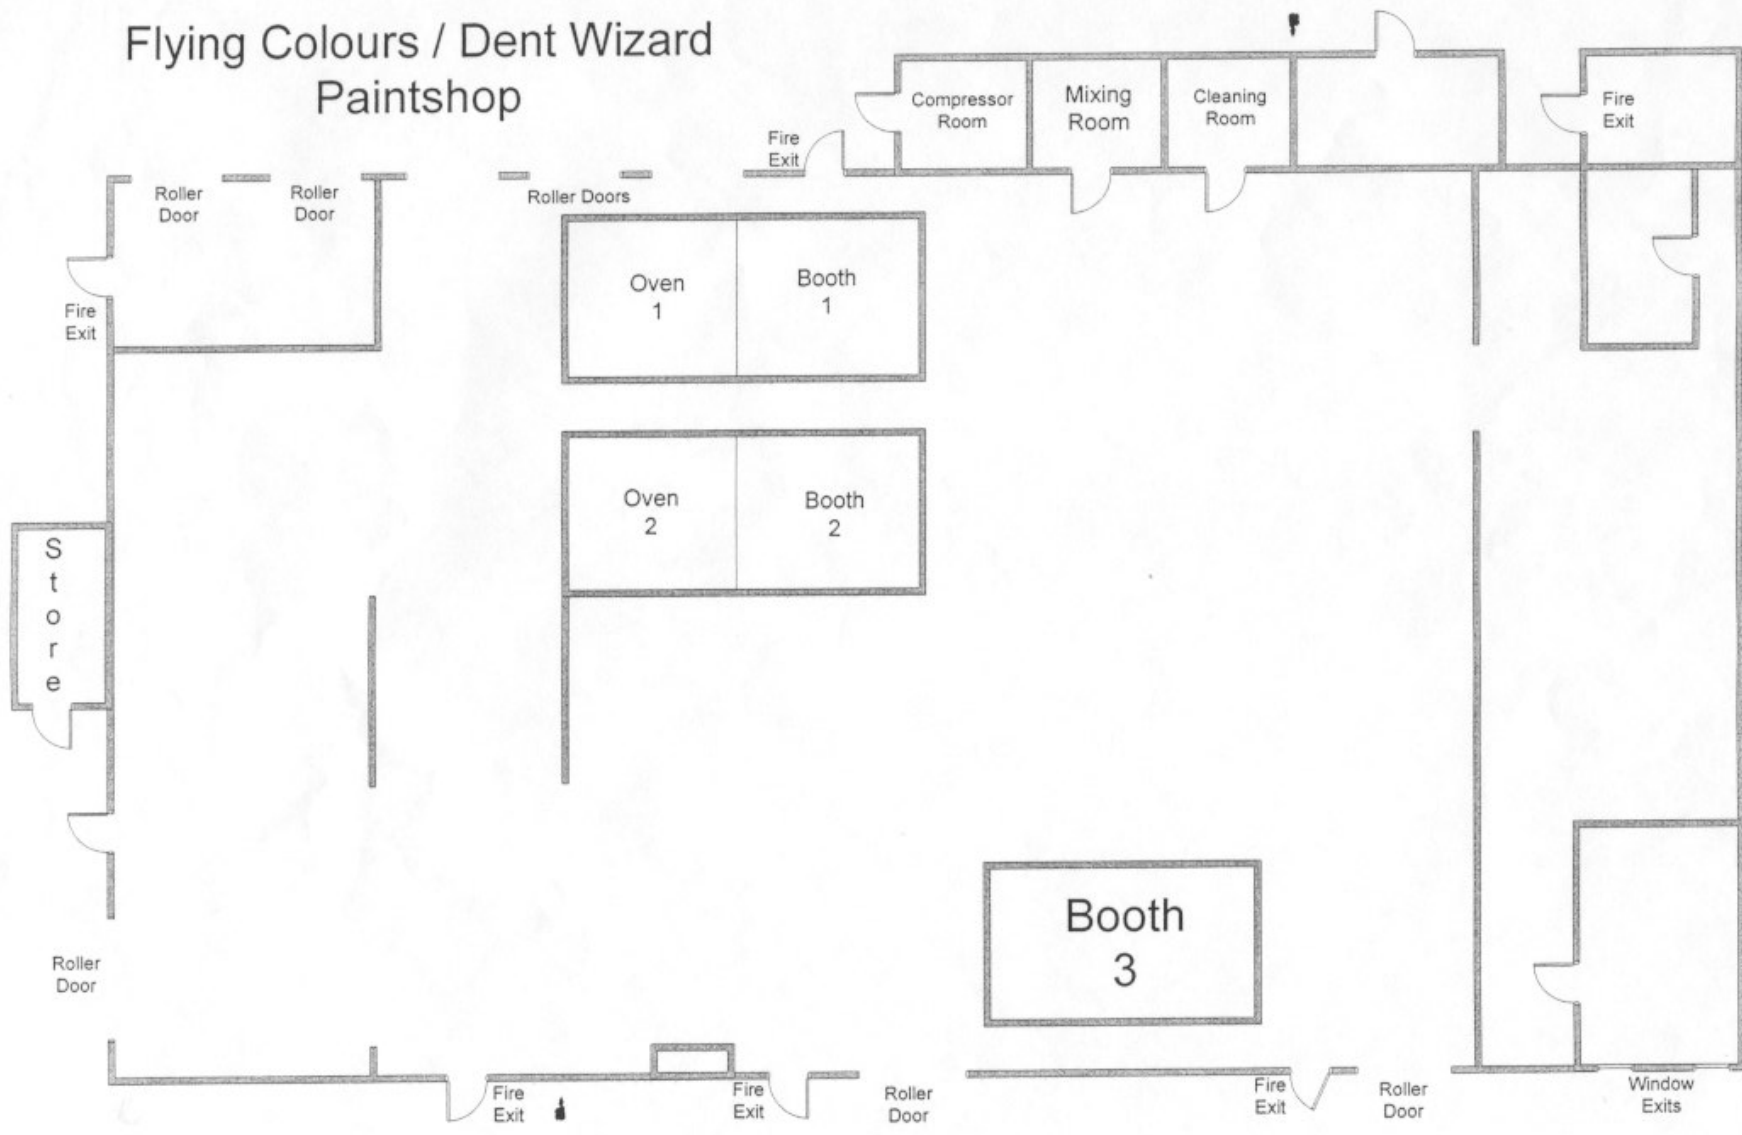 Flying Colours / Dent Wizard
Paintshop
Compressor
Room
Mixing
Room
Cleaning
Room
Fire
Exit
Fire
Exit
Roller
Door
Roller
Door
Roller Doors
Fire
Exit
Oven
1
Booth
1
Oven
2
Booth
2
S
t
o
r
e
Booth
3
Roller
Door
Fire
Exit
Fire
Exit
Roller
Door
Fire
Exit
Roller
Door
Window
Exits